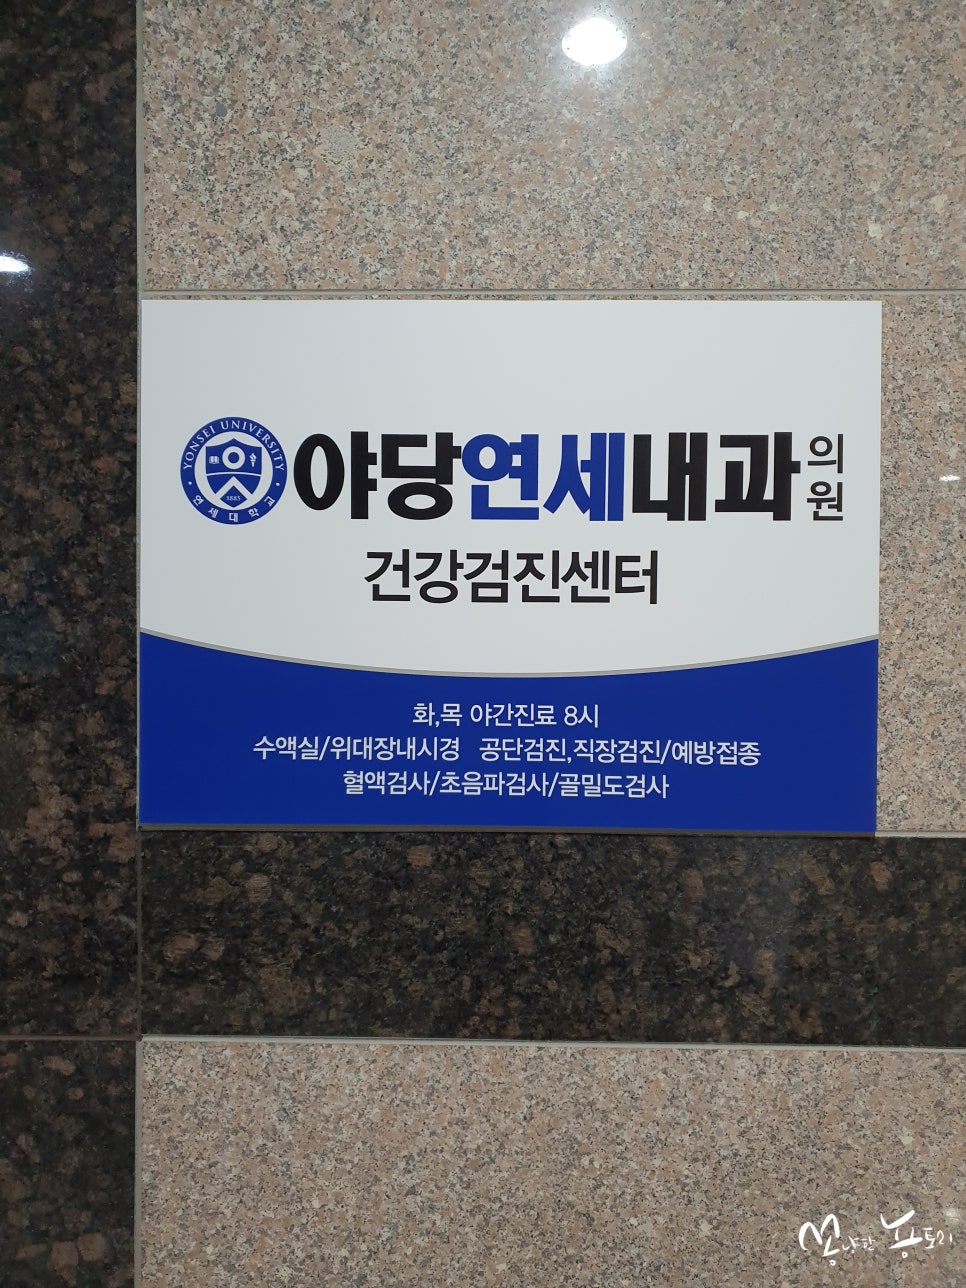 YONSEI UNIVERSITY
1885
연세대학교
야당연세내과의원
건강검진센터
화,목 야간진료 8시
수액실/위대장내시경 공단검진,직장검진/예방접종
혈액검사/초음파검사/골밀도검사